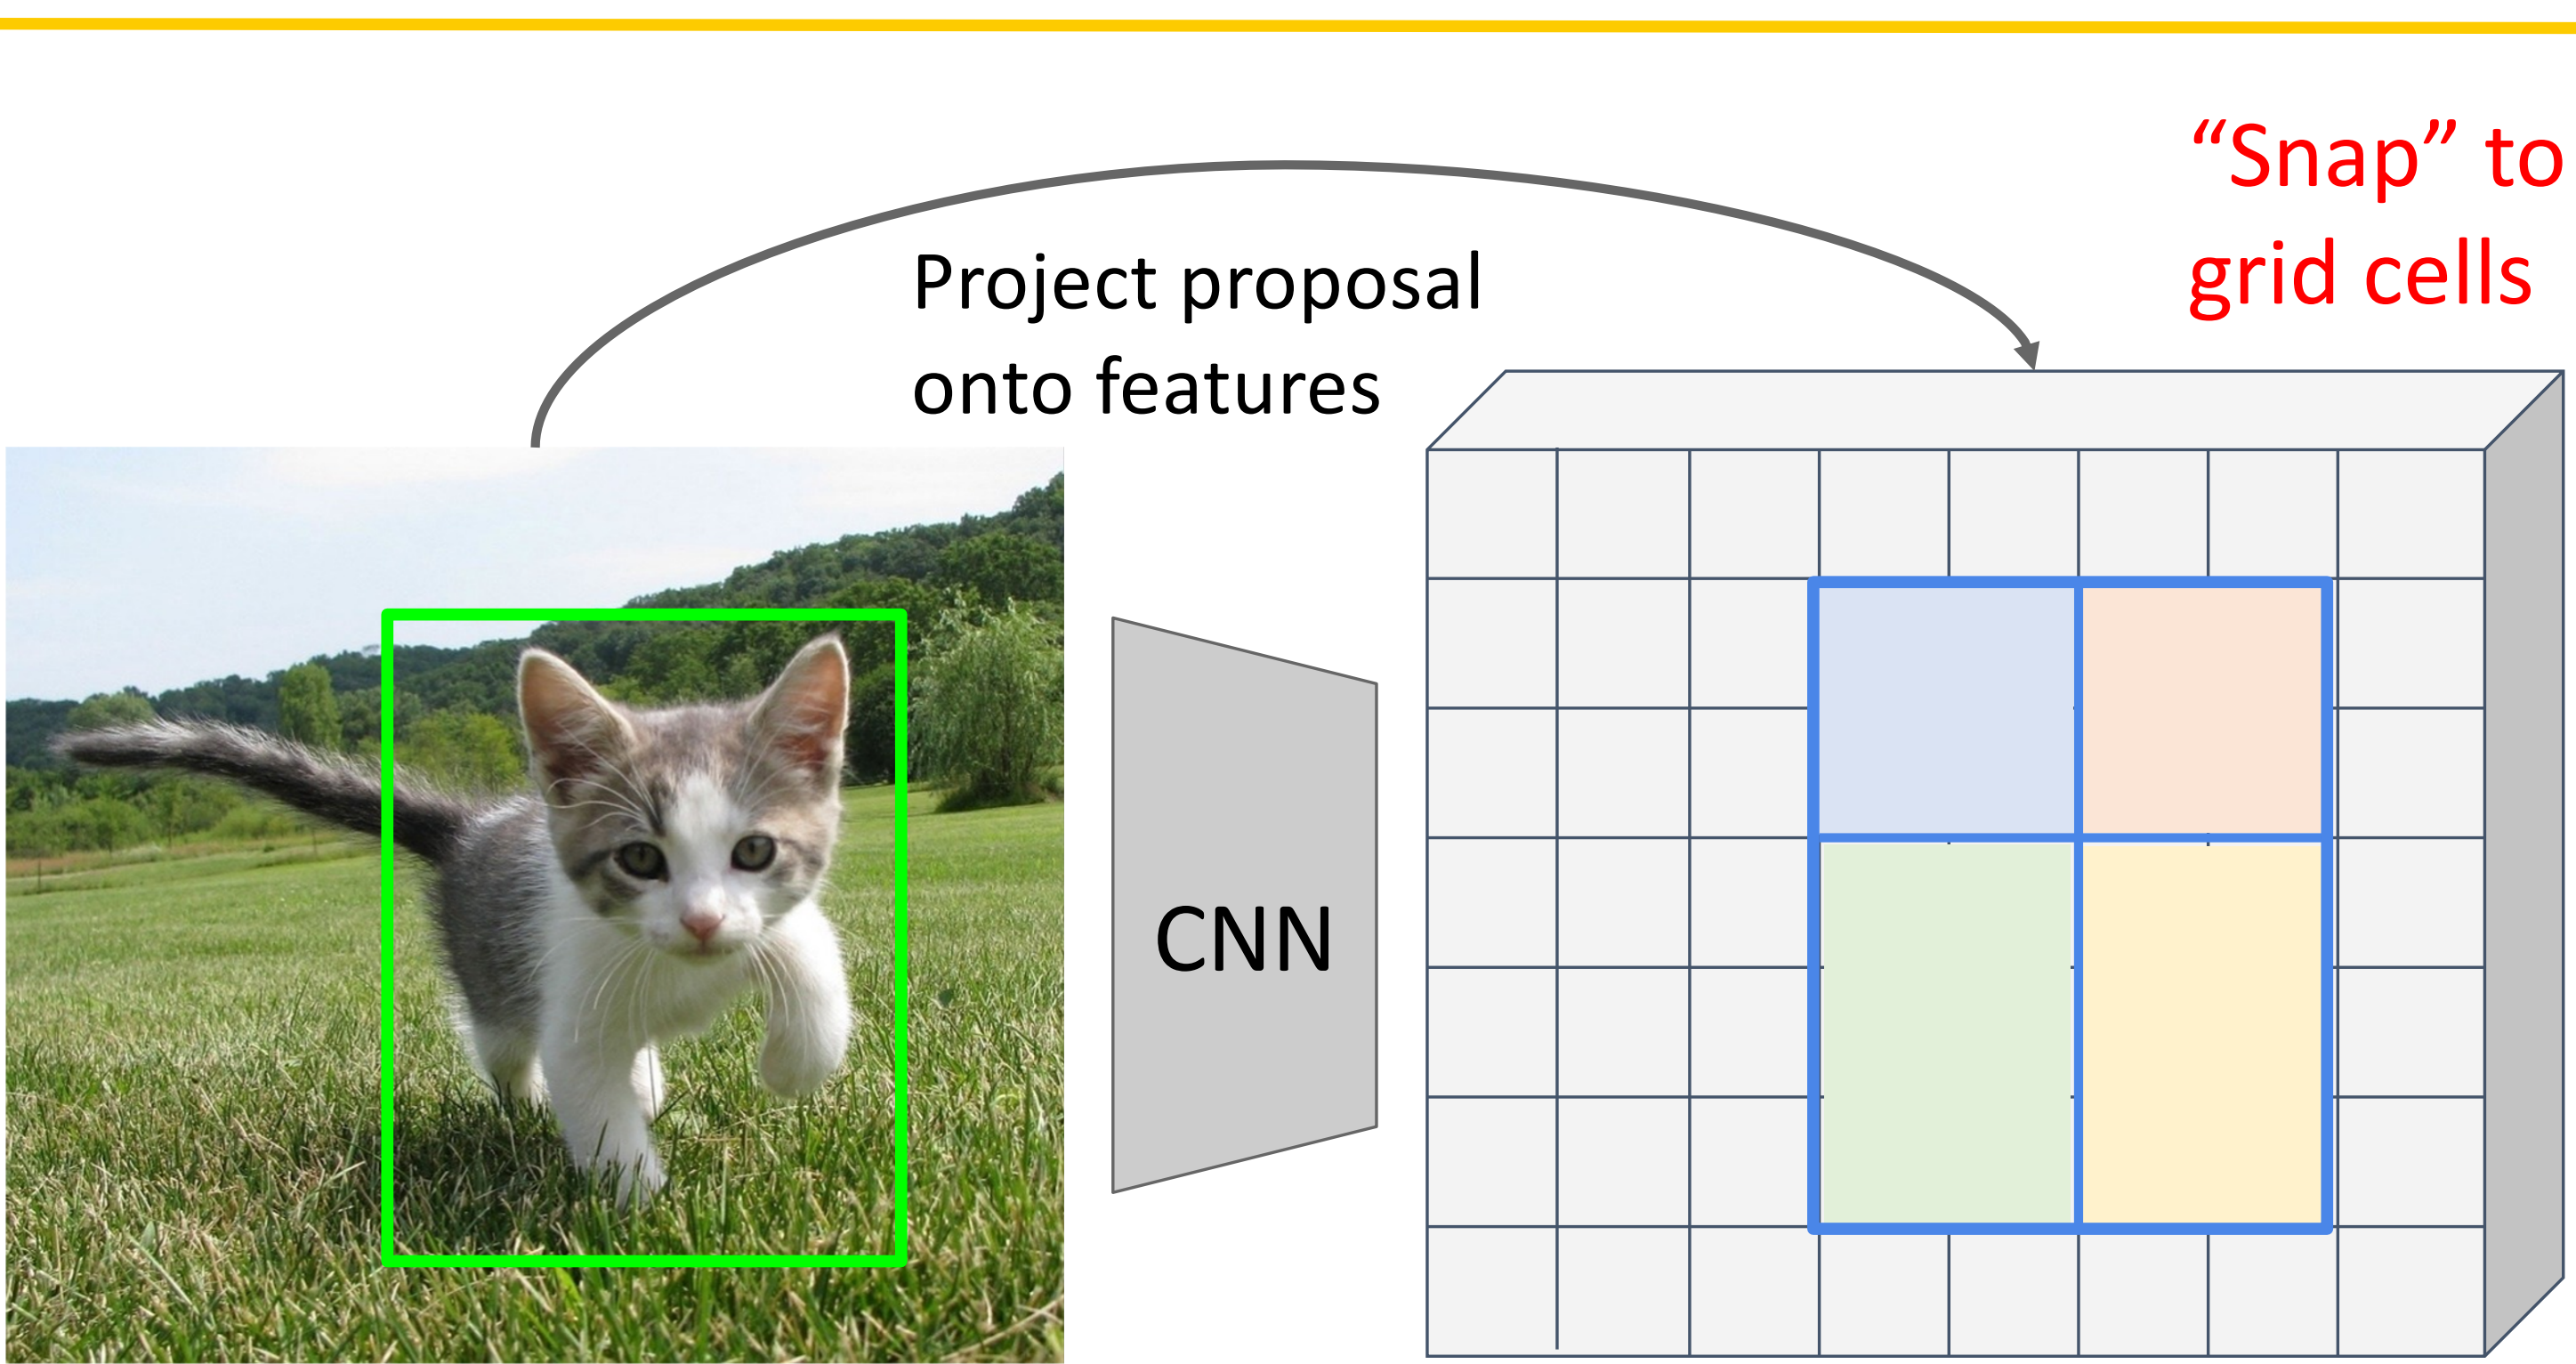 “Snap” to
grid cells
Project proposal
onto features
CNN